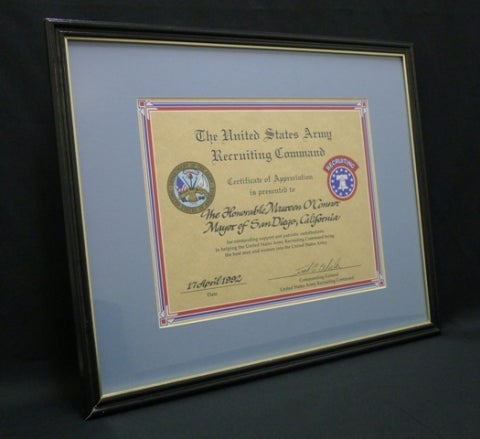 The United States Army
Recruiting Command
Certificate of Appreciation
is presented to
The Honorable Maureen O'Connor
Mayor of San Diego, California
for outstanding support and patriotic contributions
in helping the United States Army Recruiting Command bring
the best men and women into the United States Army
17 April 1992
Date
Commanding General
United States Army Recruiting Command
RECRUITING